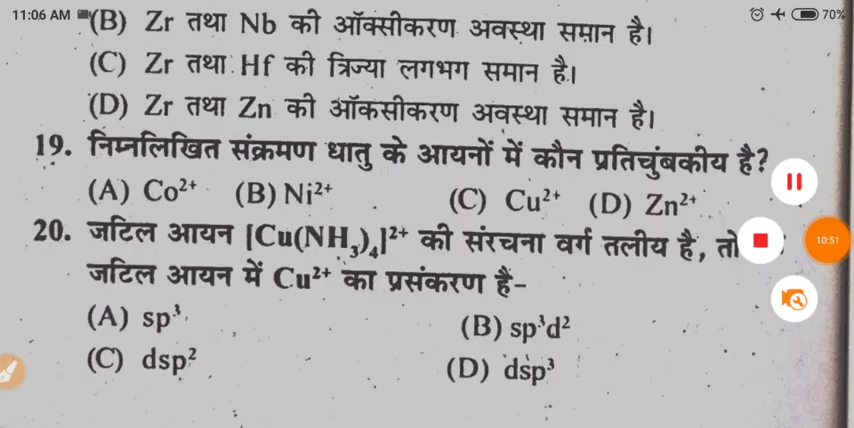 11:06 AM 70%
(B) Zr तथा Nb की ऑक्सीकरण अवस्था समान है।
(C) Zr तथा Hf की त्रिज्या लगभग समान है।
(D) Zr तथा Zn की ऑकसीकरण अवस्था समान है।
19. निम्नलिखित संक्रमण धातु के आयनों में कौन प्रतिचुंबकीय है?
(A) Co²⁺ (B) Ni²⁺ (C) Cu²⁺ (D) Zn²⁺
20. जटिल आयन [Cu(NH₃)₄]²⁺ की संरचना वर्ग तलीय है, तो
10:51
जटिल आयन में Cu²⁺ का प्रसंकरण है-
(A) sp³ (B) sp³d²
(C) dsp² (D) dsp³